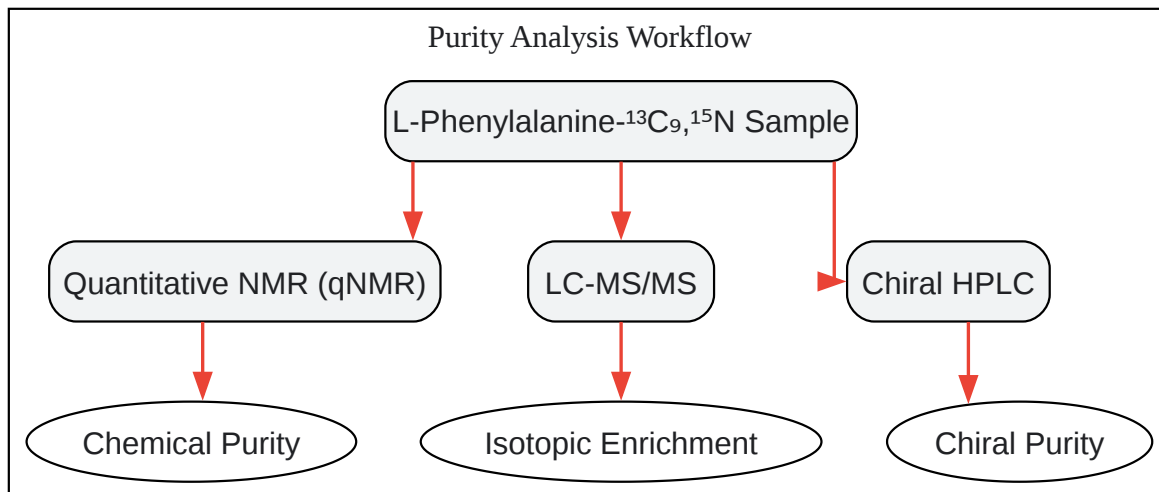 Purity Analysis Workflow
L-Phenylalanine-¹³C₉,¹⁵N Sample
Quantitative NMR (qNMR)
LC-MS/MS
Chiral HPLC
Chemical Purity
Isotopic Enrichment
Chiral Purity